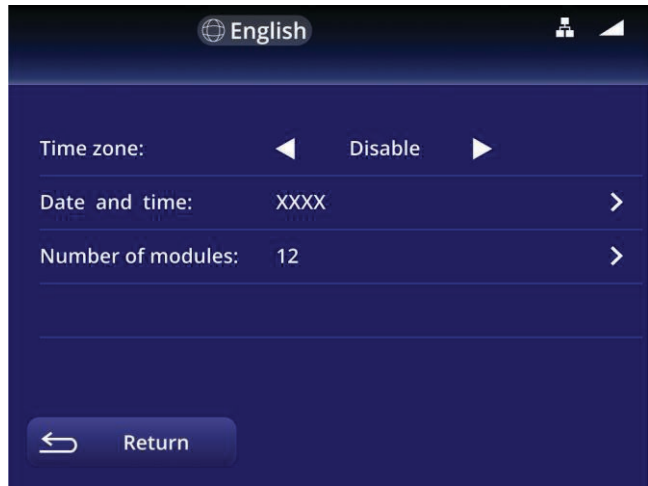 English
Time zone: Disable
Date and time: XXXX
Number of modules: 12
Return